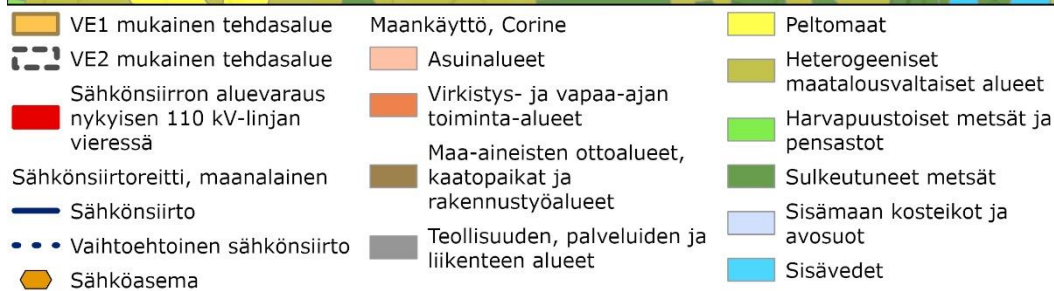 VE1 mukainen tehdasalue
VE2 mukainen tehdasalue
Sähkönsiirron aluevaraus
nykyisen 110 kV-linjan
vieressä
Sähkönsiirtoreitti, maanalainen
Sähkönsiirto
Vaihtoehtoinen sähkönsiirto
Sähköasema
Maankäyttö, Corine
Asuinalueet
Virkistys- ja vapaa-ajan
toiminta-alueet
Maa-aineisten ottoalueet,
kaatopaikat ja
rakennustyöalueet
Teollisuuden, palveluiden ja
liikenteen alueet
Peltomaat
Heterogeeniset
maatalousvaltaiset alueet
Harvapuustoiset metsät ja
pensastot
Sulkeutuneet metsät
Sisämaan kosteikot ja
avosuot
Sisävedet